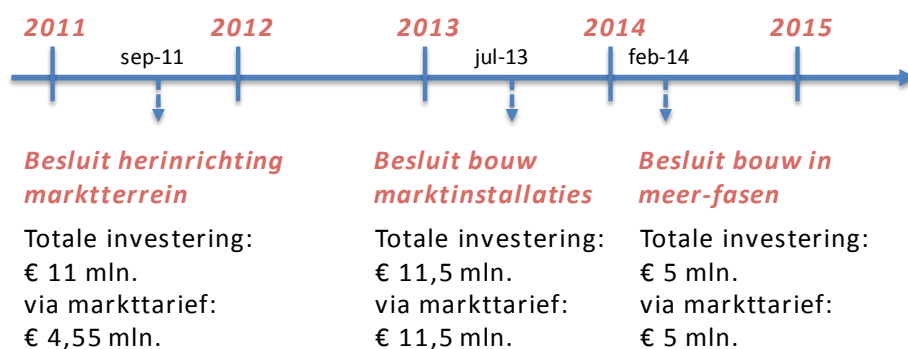 2011 2012 2013 2014 2015
sep-11 jul-13 feb-14
Besluit herinrichting
marktterrein
Totale investering:
€ 11 mln.
via markttarief:
€ 4,55 mln.
Besluit bouw
marktinstallaties
Totale investering:
€ 11,5 mln.
via markttarief:
€ 11,5 mln.
Besluit bouw in
meer-fasen
Totale investering:
€ 5 mln.
via markttarief:
€ 5 mln.